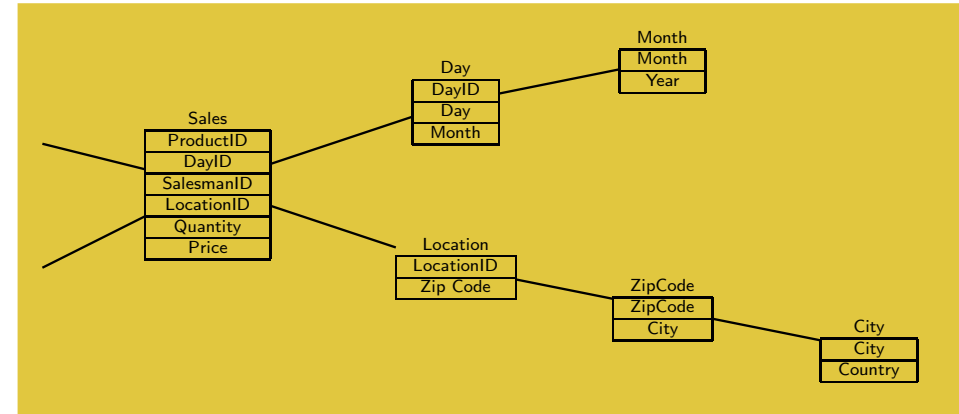 Sales
ProductID
DayID
SalesmanID
LocationID
Quantity
Price
Day
DayID
Day
Month
Month
Month
Year
Location
LocationID
Zip Code
ZipCode
ZipCode
City
City
City
Country